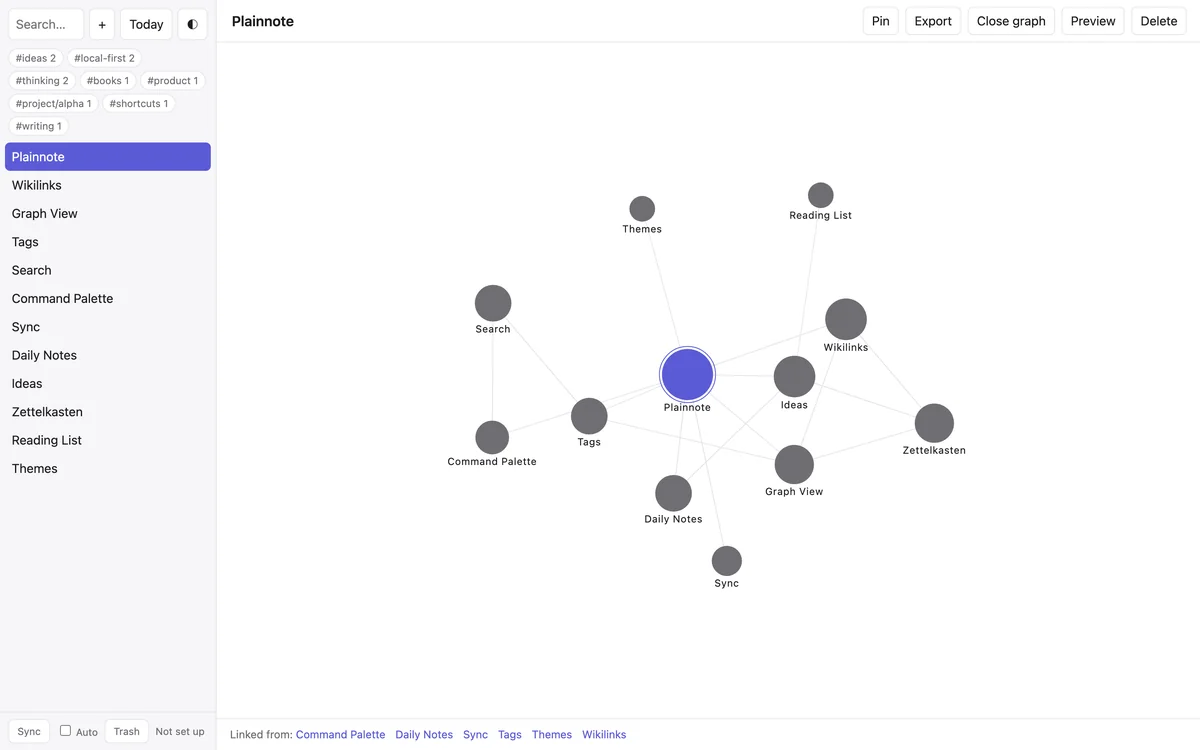 Search...
+
Today
#ideas 2
#local-first 2
#thinking 2
#books 1
#product 1
#project/alpha 1
#shortcuts 1
#writing 1
Plainnote
Wikilinks
Graph View
Tags
Search
Command Palette
Sync
Daily Notes
Ideas
Zettelkasten
Reading List
Themes
Sync
Auto
Trash
Not set up
Plainnote
Pin
Export
Close graph
Preview
Delete
Reading List
Themes
Search
Wikilinks
Plainnote
Ideas
Tags
Zettelkasten
Command Palette
Graph View
Daily Notes
Sync
Linked from: Command Palette Daily Notes Sync Tags Themes Wikilinks